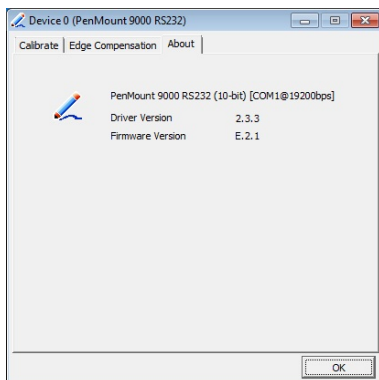 Device 0 (PenMount 9000 RS232)
Calibrate Edge Compensation About
PenMount 9000 RS232 (10-bit) [COM1@19200bps]
Driver Version 2.3.3
Firmware Version E.2.1
OK